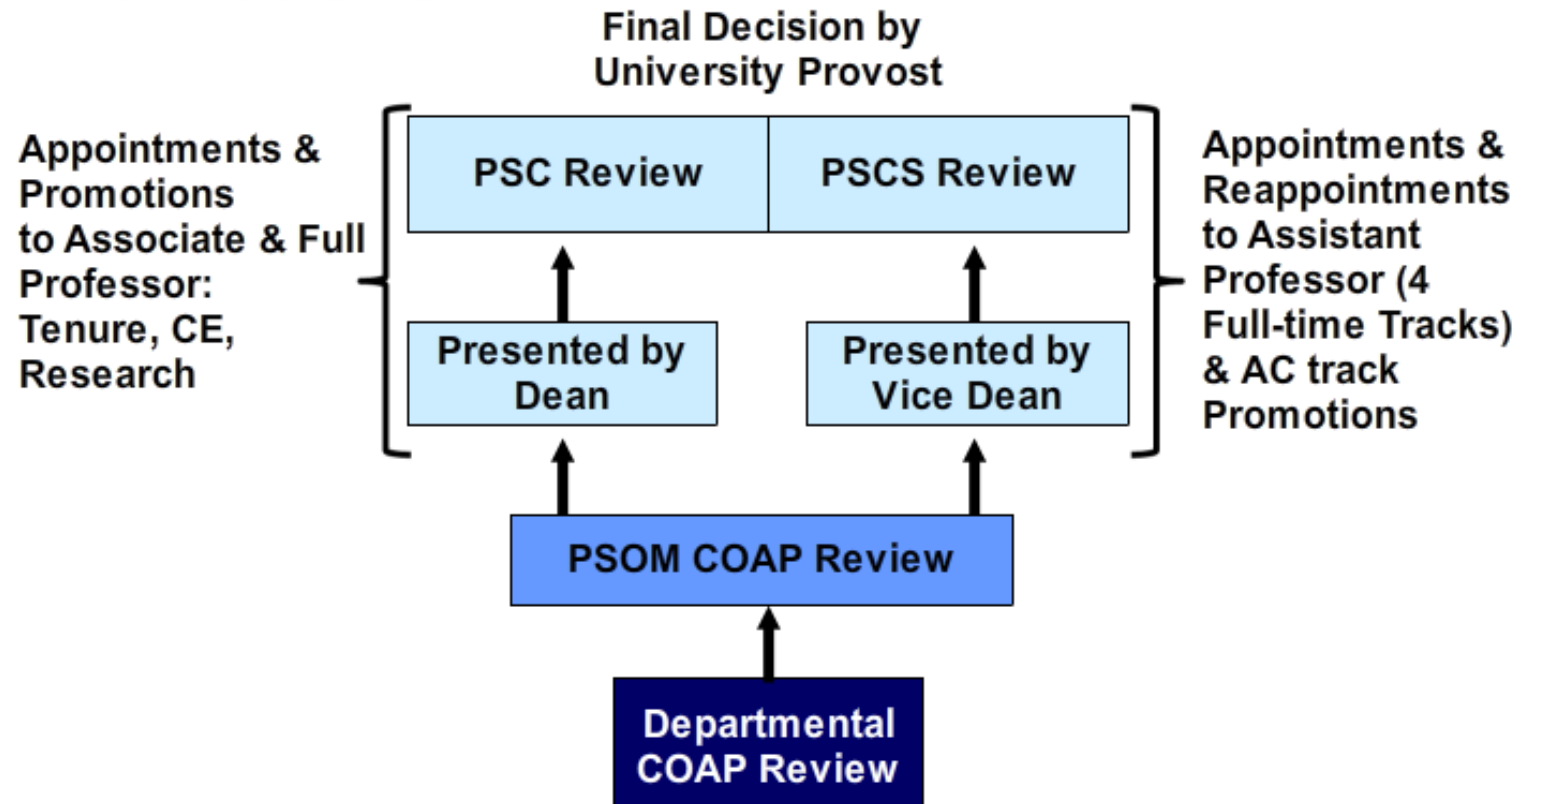 Final Decision by
University Provost
Appointments &
Promotions
to Associate & Full
Professor:
Tenure, CE,
Research
PSC Review
PSCS Review
Appointments &
Reappointments
to Assistant
Professor (4
Full-time Tracks)
& AC track
Promotions
Presented by
Dean
Presented by
Vice Dean
PSOM COAP Review
Departmental
COAP Review